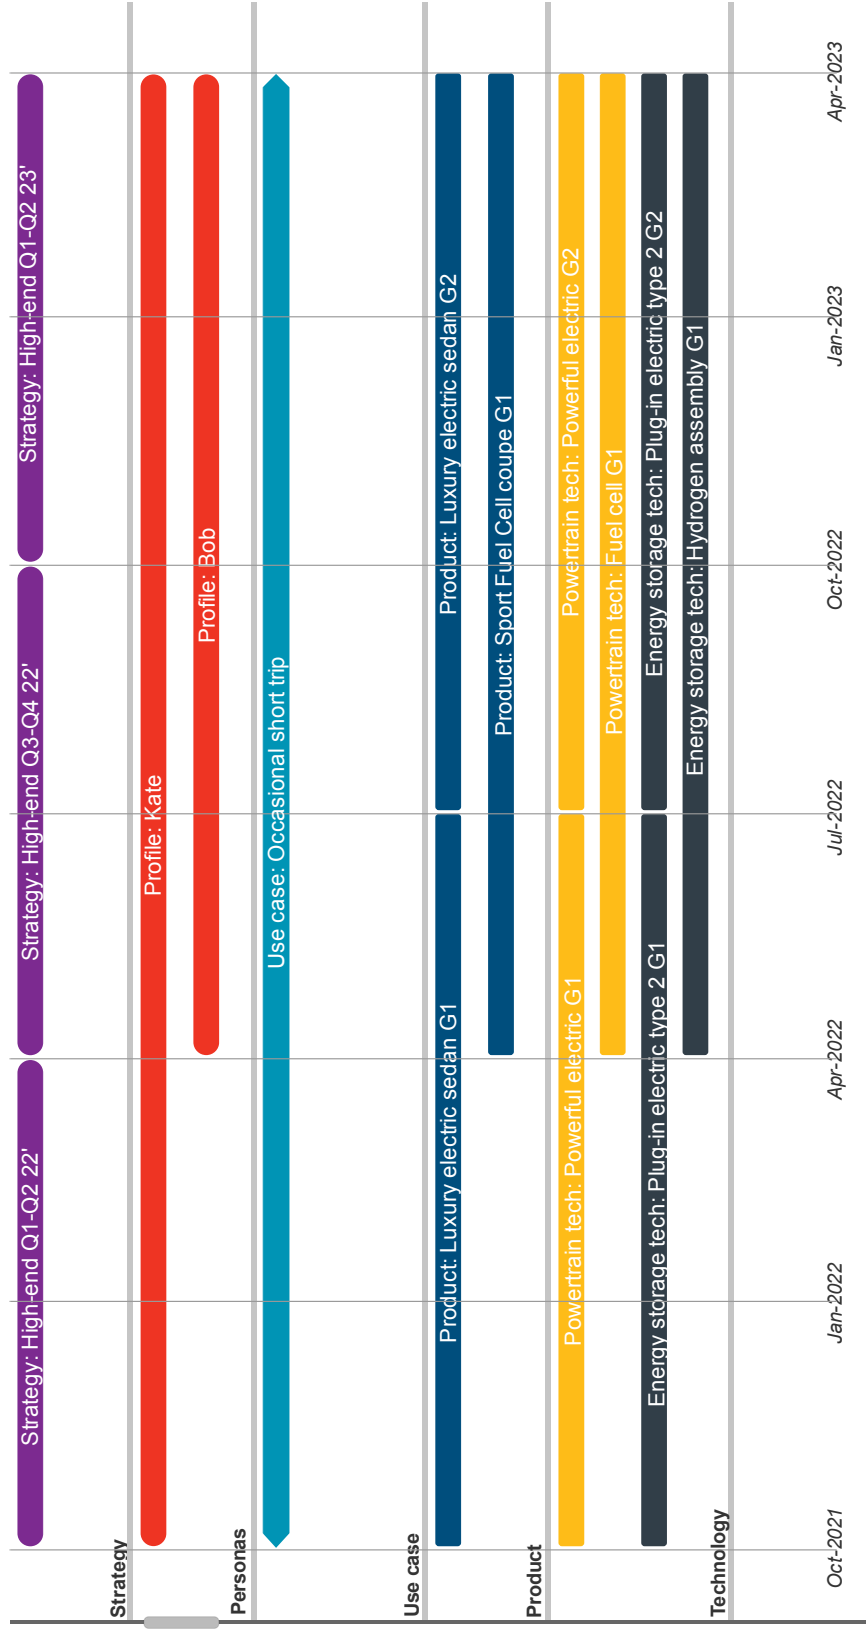 Strategy: High-end Q1-Q2 22'
Strategy: High-end Q3-Q4 22'
Strategy: High-end Q1-Q2 23'
Strategy
Profile: Kate
Profile: Bob
Personas
Use case: Occasional short trip
Use case
Product: Luxury electric sedan G1
Product: Luxury electric sedan G2
Product: Sport Fuel Cell coupe G1
Product
Powertrain tech: Powerful electric G1
Powertrain tech: Powerful electric G2
Powertrain tech: Fuel cell G1
Energy storage tech: Plug-in electric type 2 G1
Energy storage tech: Plug-in electric type 2 G2
Energy storage tech: Hydrogen assembly G1
Technology
Oct-2021
Jan-2022
Apr-2022
Jul-2022
Oct-2022
Jan-2023
Apr-2023